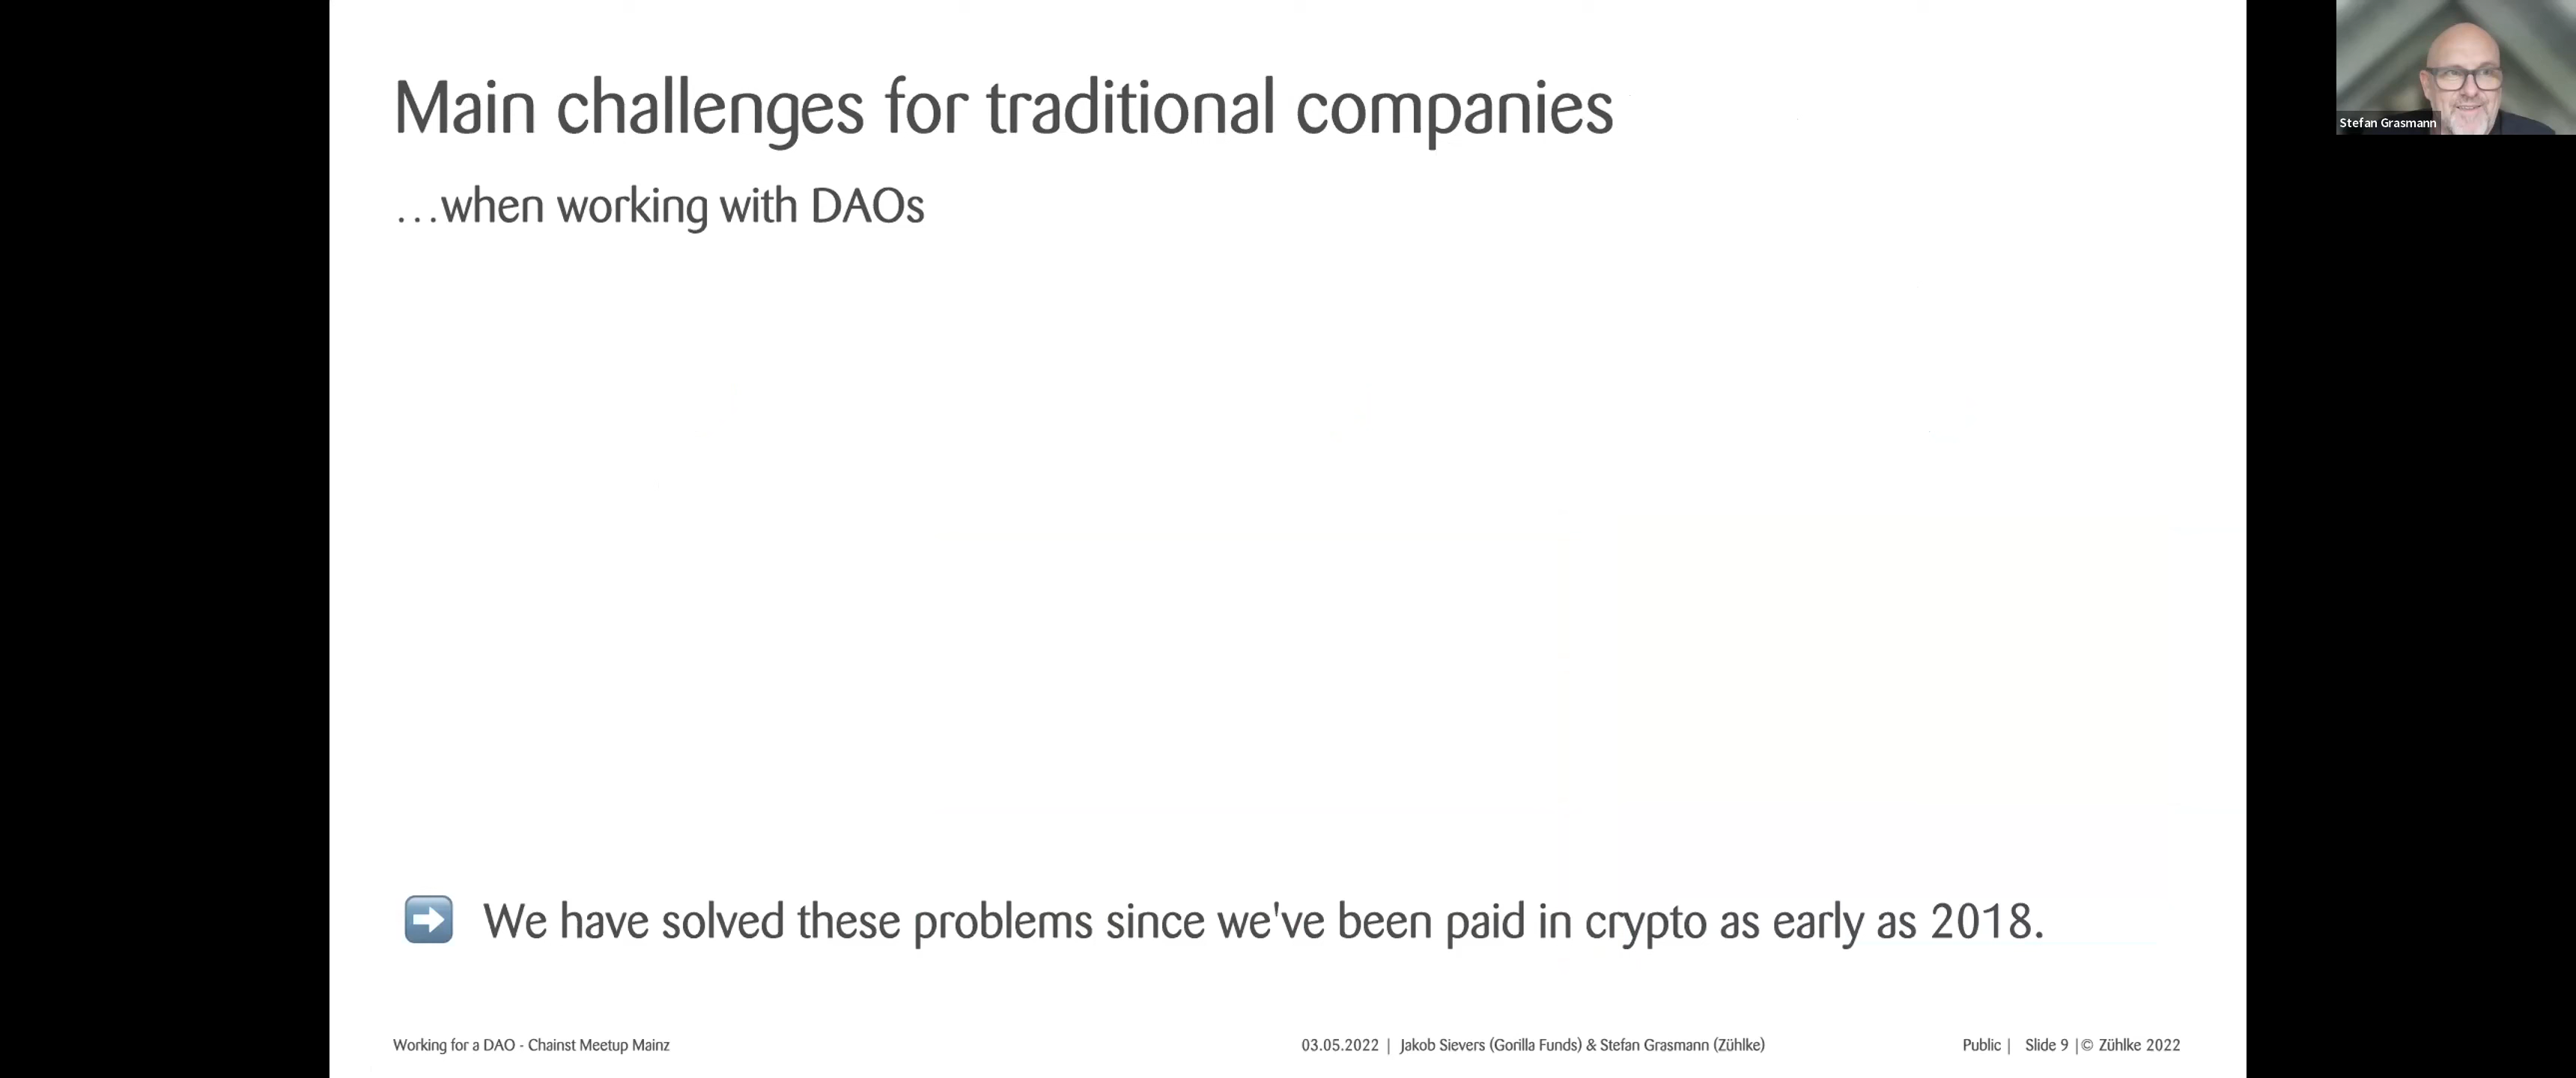 Main challenges for traditional companies
…when working with DAOs
Stefan Grasmann
➡ We have solved these problems since we've been paid in crypto as early as 2018.
Working for a DAO - Chainst Meetup Mainz
03.05.2022 | Jakob Sievers (Gorilla Funds) & Stefan Grasmann (Zühlke)
Public | Slide 9 | © Zühlke 2022